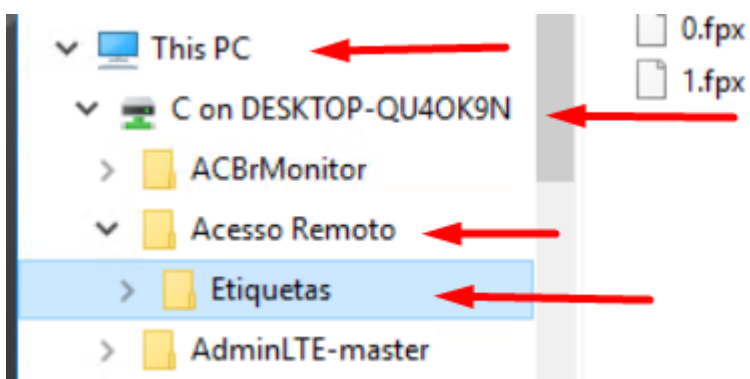 This PC
C on DESKTOP-QU4OK9N
ACBrMonitor
Acesso Remoto
Etiquetas
AdminLTE-master
0.fpx
1.fpx